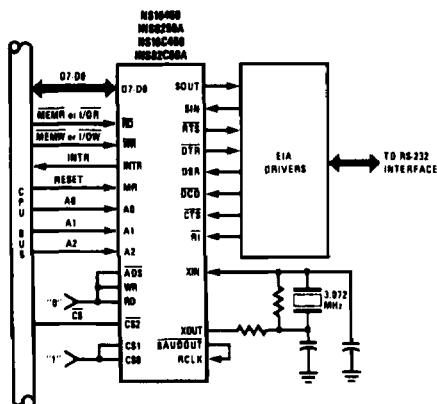 NS16450
INS8250A
NS16C450
INS82C50A
CPU BUS
D7-D0
MEMR or I/OR
MEMW or I/OW
INTR
RESET
A0
A1
A2
"0"
CS
"1"
D7-D0
RD
WR
INTR
MR
A0
A1
A2
ADS
WR
RD
CS2
CS1
CS0
SOUT
SIN
RTS
DTR
DSR
DCD
CTS
RI
XIN
XOUT
BAUDOUT
RCLK
EIA
DRIVERS
TO RS-232
INTERFACE
3.072
MHz